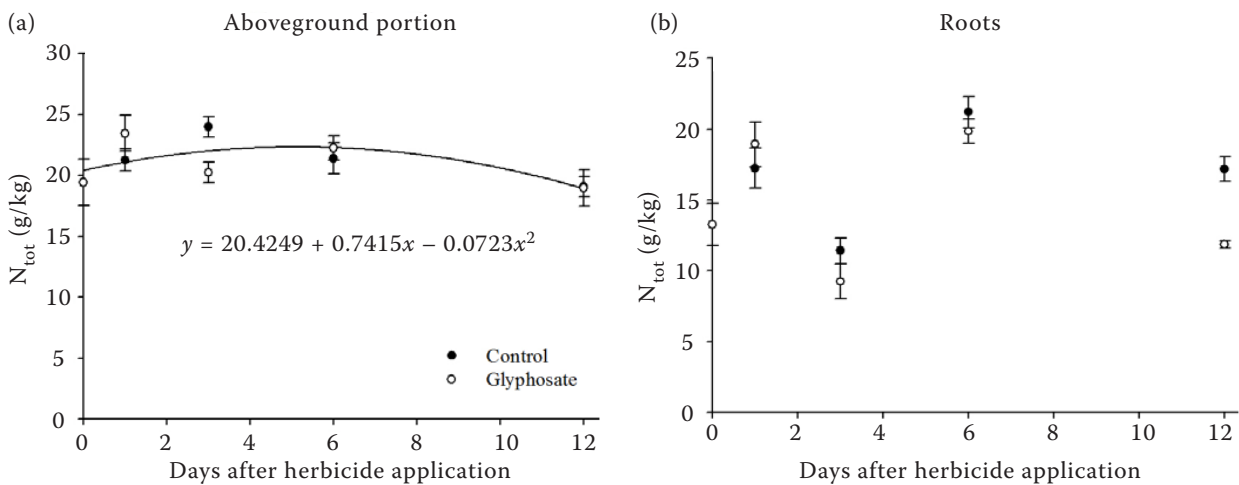 (a) Aboveground portion
30
25
20
15
10
5
0
N_tot (g/kg)
y = 20.4249 + 0.7415x − 0.0723x²
Control
Glyphosate
0 2 4 6 8 10 12
Days after herbicide application
(b) Roots
25
20
15
10
5
0
N_tot (g/kg)
0 2 4 6 8 10 12
Days after herbicide application